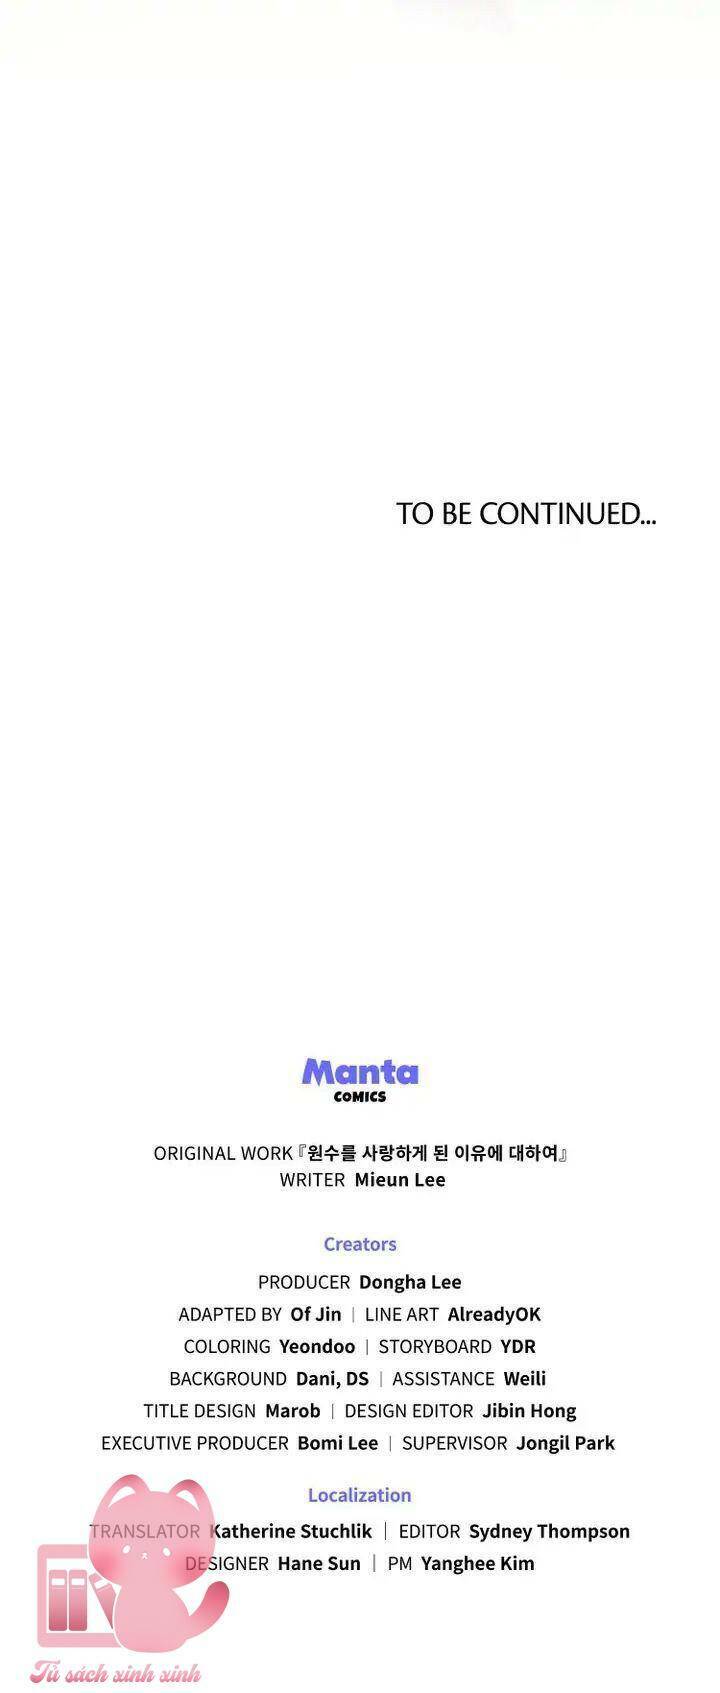 TO BE CONTINUED...
Manta
COMICS
ORIGINAL WORK『원수를 사랑하게 된 이유에 대하여』
WRITER Mieun Lee
Creators
PRODUCER Dongha Lee
ADAPTED BY Of Jin | LINE ART AlreadyOK
COLORING Yeondoo | STORYBOARD YDR
BACKGROUND Dani, DS | ASSISTANCE Weili
TITLE DESIGN Marob | DESIGN EDITOR Jibin Hong
EXECUTIVE PRODUCER Bomi Lee | SUPERVISOR Jongil Park
Localization
TRANSLATOR Katherine Stuchlik | EDITOR Sydney Thompson
DESIGNER Hane Sun | PM Yanghee Kim
Tủ sách xinh xinh